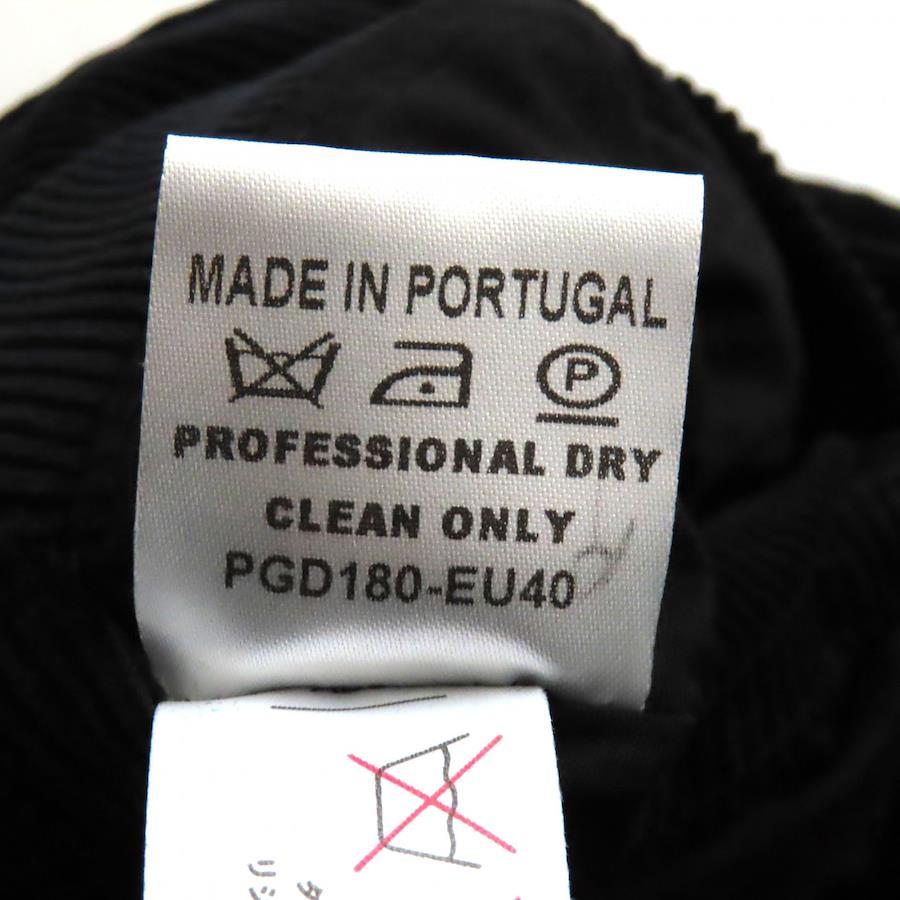 MADE IN PORTUGAL
P
PROFESSIONAL DRY
CLEAN ONLY
PGD180-EU40